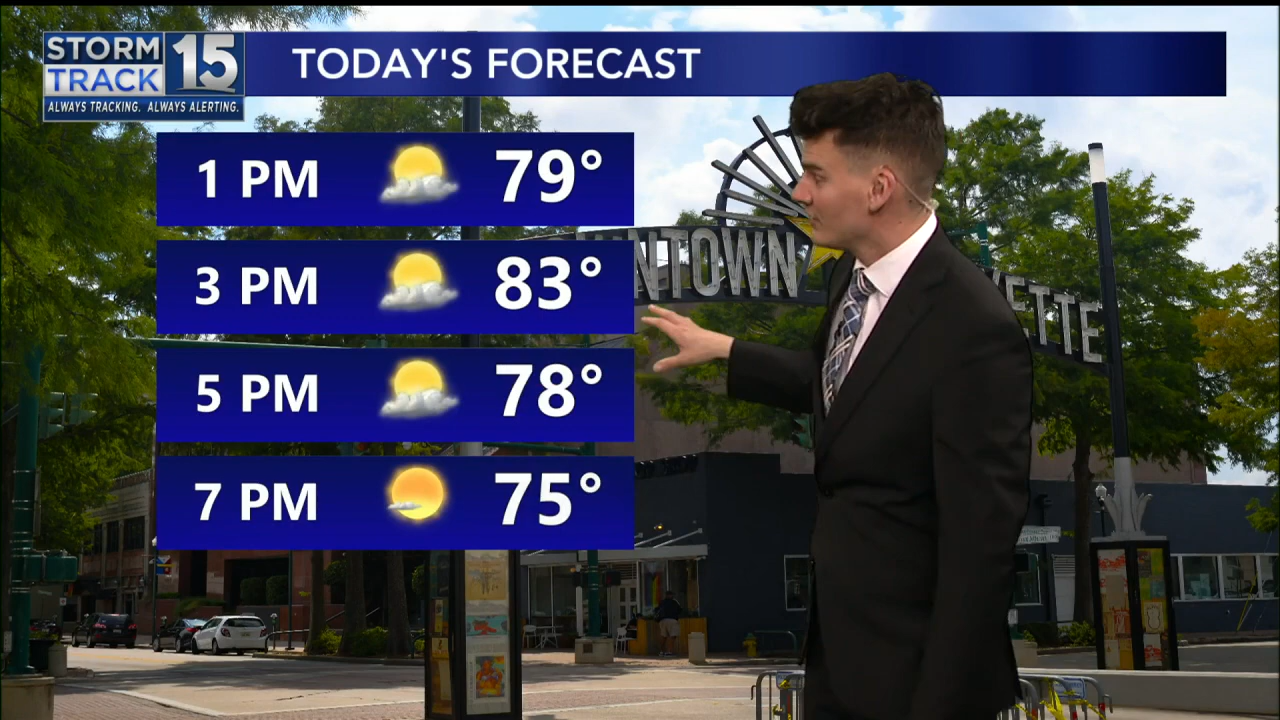 STORM
TRACK 15
ALWAYS TRACKING. ALWAYS ALERTING.
TODAY'S FORECAST
1 PM 79°
3 PM 83°
5 PM 78°
7 PM 75°
NTOWN
ETTE